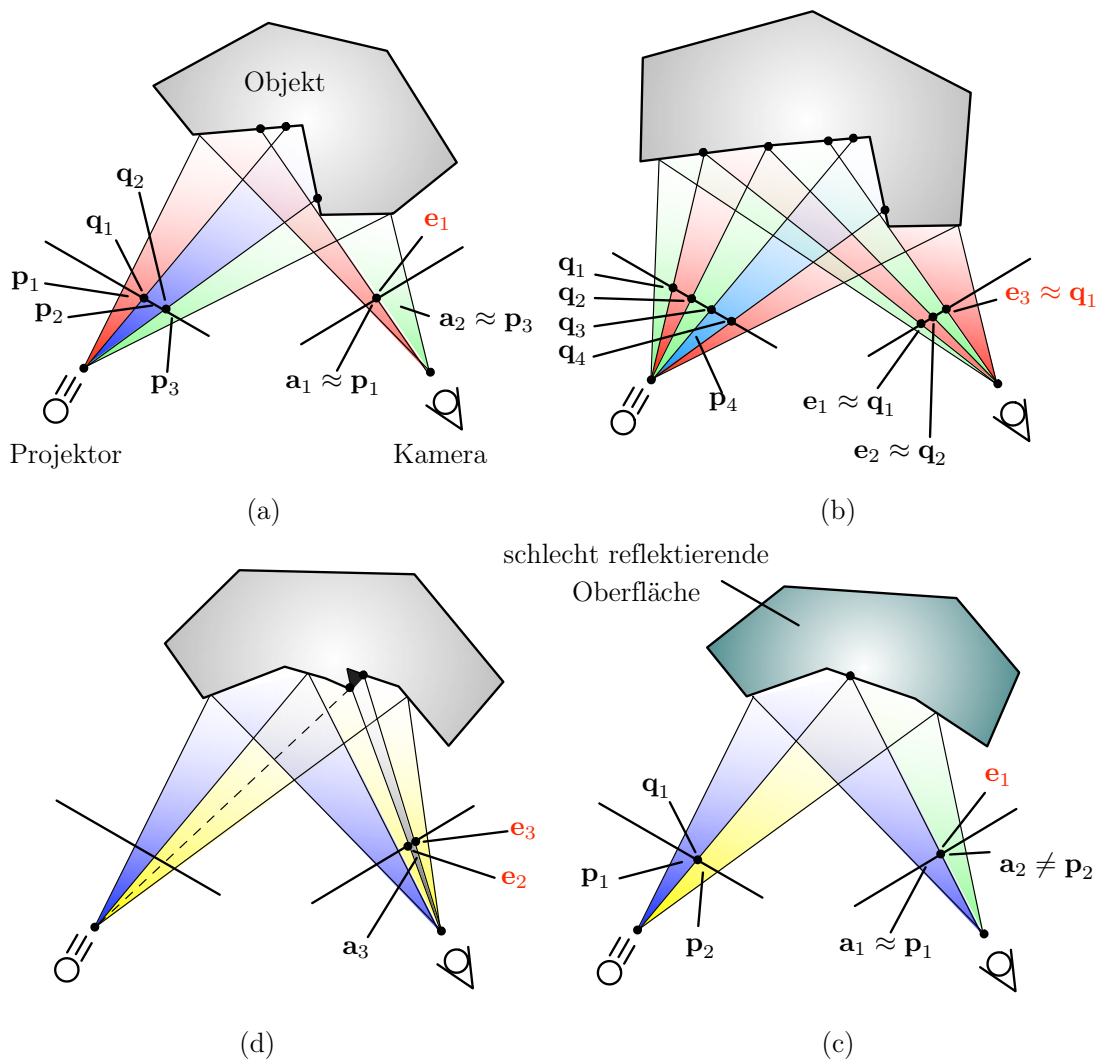 Objekt
q₂
q₁
e₁
p₁
p₂
a₂ ≈ p₃
p₃
a₁ ≈ p₁
Projektor
Kamera
(a)
q₁
q₂
q₃
q₄
e₃ ≈ q₁
p₄
e₁ ≈ q₁
e₂ ≈ q₂
(b)
e₃
e₂
a₃
(d)
schlecht reflektierende
Oberfläche
q₁
e₁
p₁
a₂ ≠ p₂
p₂
a₁ ≈ p₁
(c)